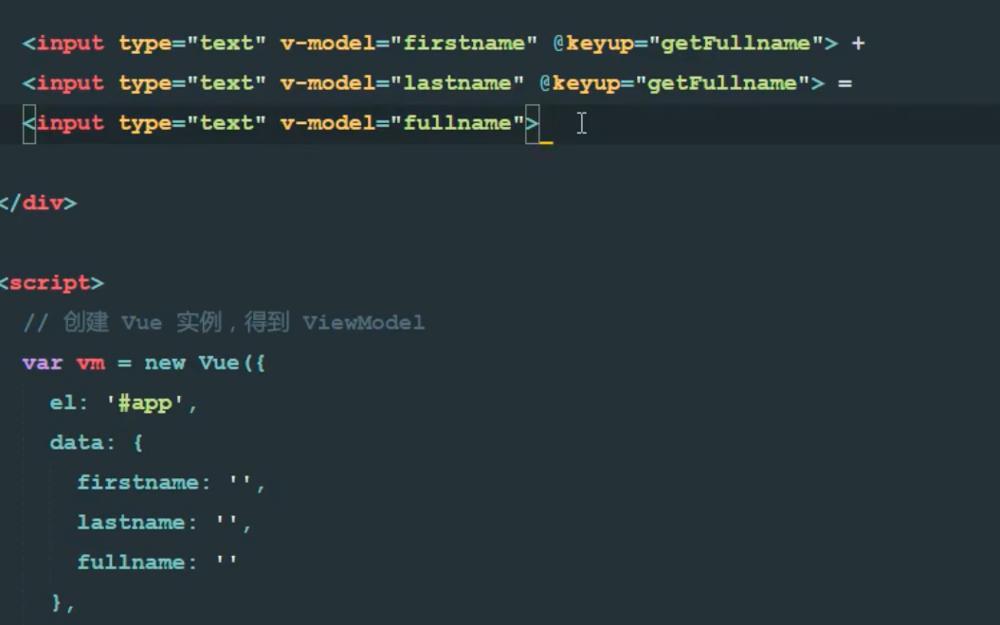 <input type="text" v-model="firstname" @keyup="getFullname"> +
<input type="text" v-model="lastname" @keyup="getFullname"> =
<input type="text" v-model="fullname">
</div>
<script>
// 创建 Vue 实例，得到 ViewModel
var vm = new Vue({
el: '#app',
data: {
firstname: '',
lastname: '',
fullname: ''
},